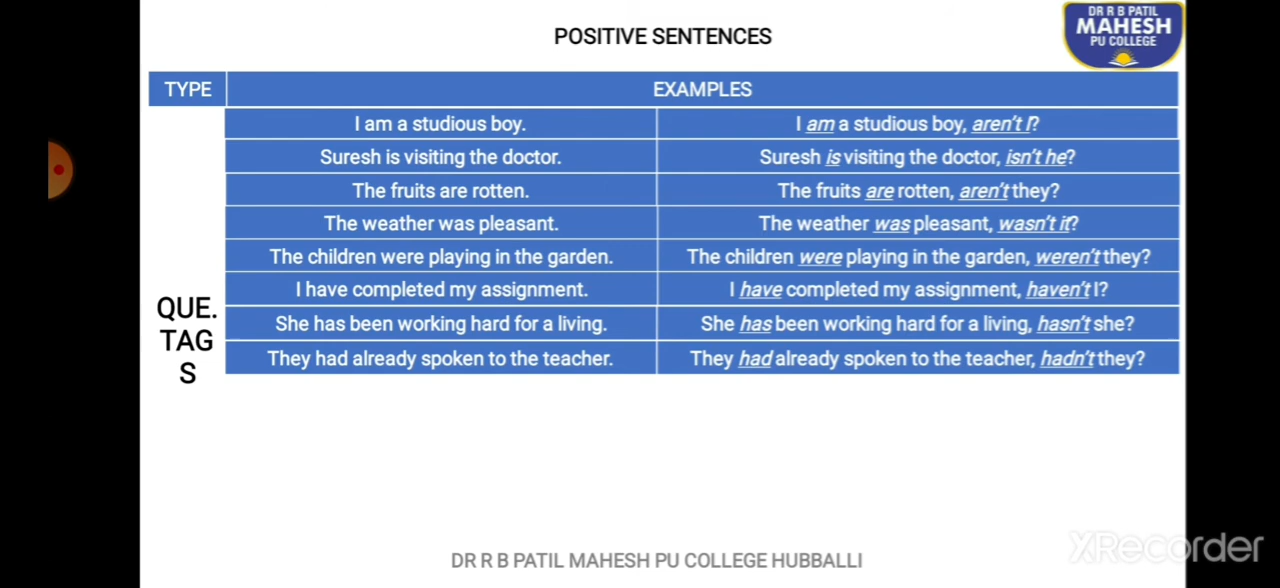 POSITIVE SENTENCES
DR R B PATIL
MAHESH
PU COLLEGE
TYPE EXAMPLES
I am a studious boy. I am a studious boy, aren't I?
Suresh is visiting the doctor. Suresh is visiting the doctor, isn't he?
The fruits are rotten. The fruits are rotten, aren't they?
The weather was pleasant. The weather was pleasant, wasn't it?
The children were playing in the garden. The children were playing in the garden, weren't they?
I have completed my assignment. I have completed my assignment, haven't I?
She has been working hard for a living. She has been working hard for a living, hasn't she?
They had already spoken to the teacher. They had already spoken to the teacher, hadn't they?
QUE.
TAG
S
DR R B PATIL MAHESH PU COLLEGE HUBBALLI
XRecorder